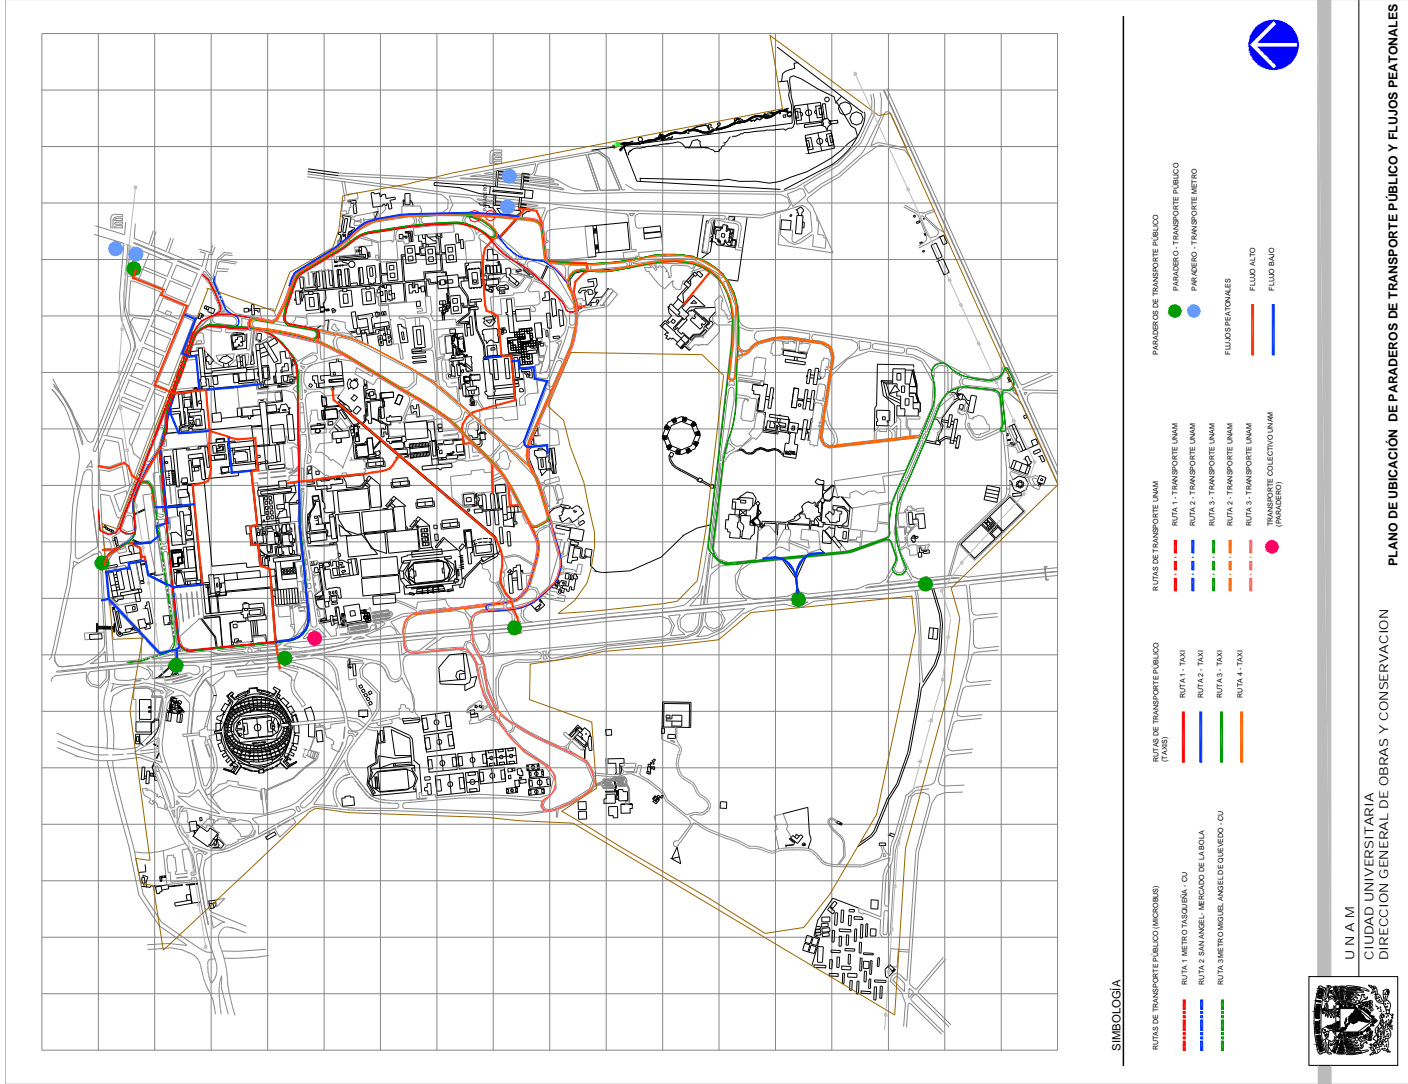 PLANO DE UBICACIÓN DE PARADEROS DE TRANSPORTE PÚBLICO Y FLUJOS PEATONALES
U N A M
CIUDAD UNIVERSITARIA
DIRECCION GENERAL DE OBRAS Y CONSERVACION
SIMBOLOGÍA
RUTAS DE TRANSPORTE PÚBLICO (MICROBUS)
RUTA 1 METRO TASQUEÑA - CU
RUTA 2 SAN ANGEL- MERCADO DE LA BOLA
RUTA 3 METRO MIGUEL ANGEL DE QUEVEDO - CU
RUTAS DE TRANSPORTE PÚBLICO
(TAXIS)
RUTA 1 - TAXI
RUTA 2 - TAXI
RUTA 3 - TAXI
RUTA 4 - TAXI
RUTAS DE TRANSPORTE UNAM
RUTA 1 - TRANSPORTE UNAM
RUTA 2 - TRANSPORTE UNAM
RUTA 3 - TRANSPORTE UNAM
RUTA 2 - TRANSPORTE UNAM
RUTA 3 - TRANSPORTE UNAM
TRANSPORTE COLECTIVO UNAM
(PARADERO)
PARADEROS DE TRANSPORTE PÚBLICO
PARADERO - TRANSPORTE PÚBLICO
PARADERO - TRANSPORTE METRO
FLUJOS PEATONALES
FLUJO ALTO
FLUJO BAJO